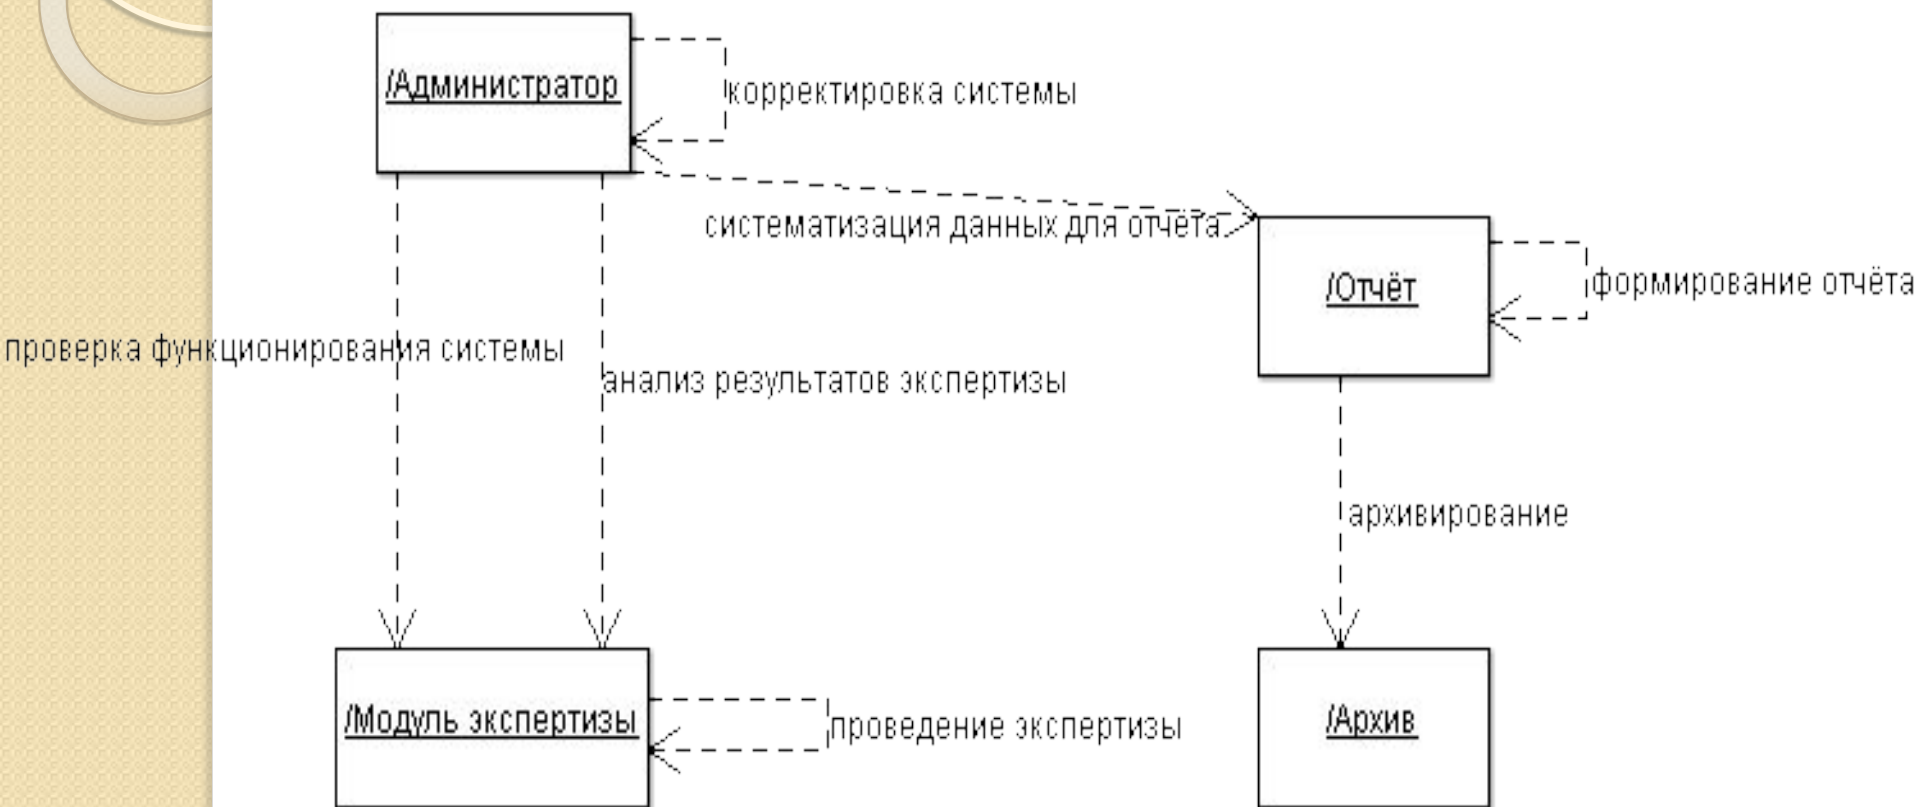 /Администратор
корректировка системы
систематизация данных для отчёта
/Отчёт
формирование отчёта
проверка функционирования системы
анализ результатов экспертизы
архивирование
/Модуль экспертизы
проведение экспертизы
/Архив